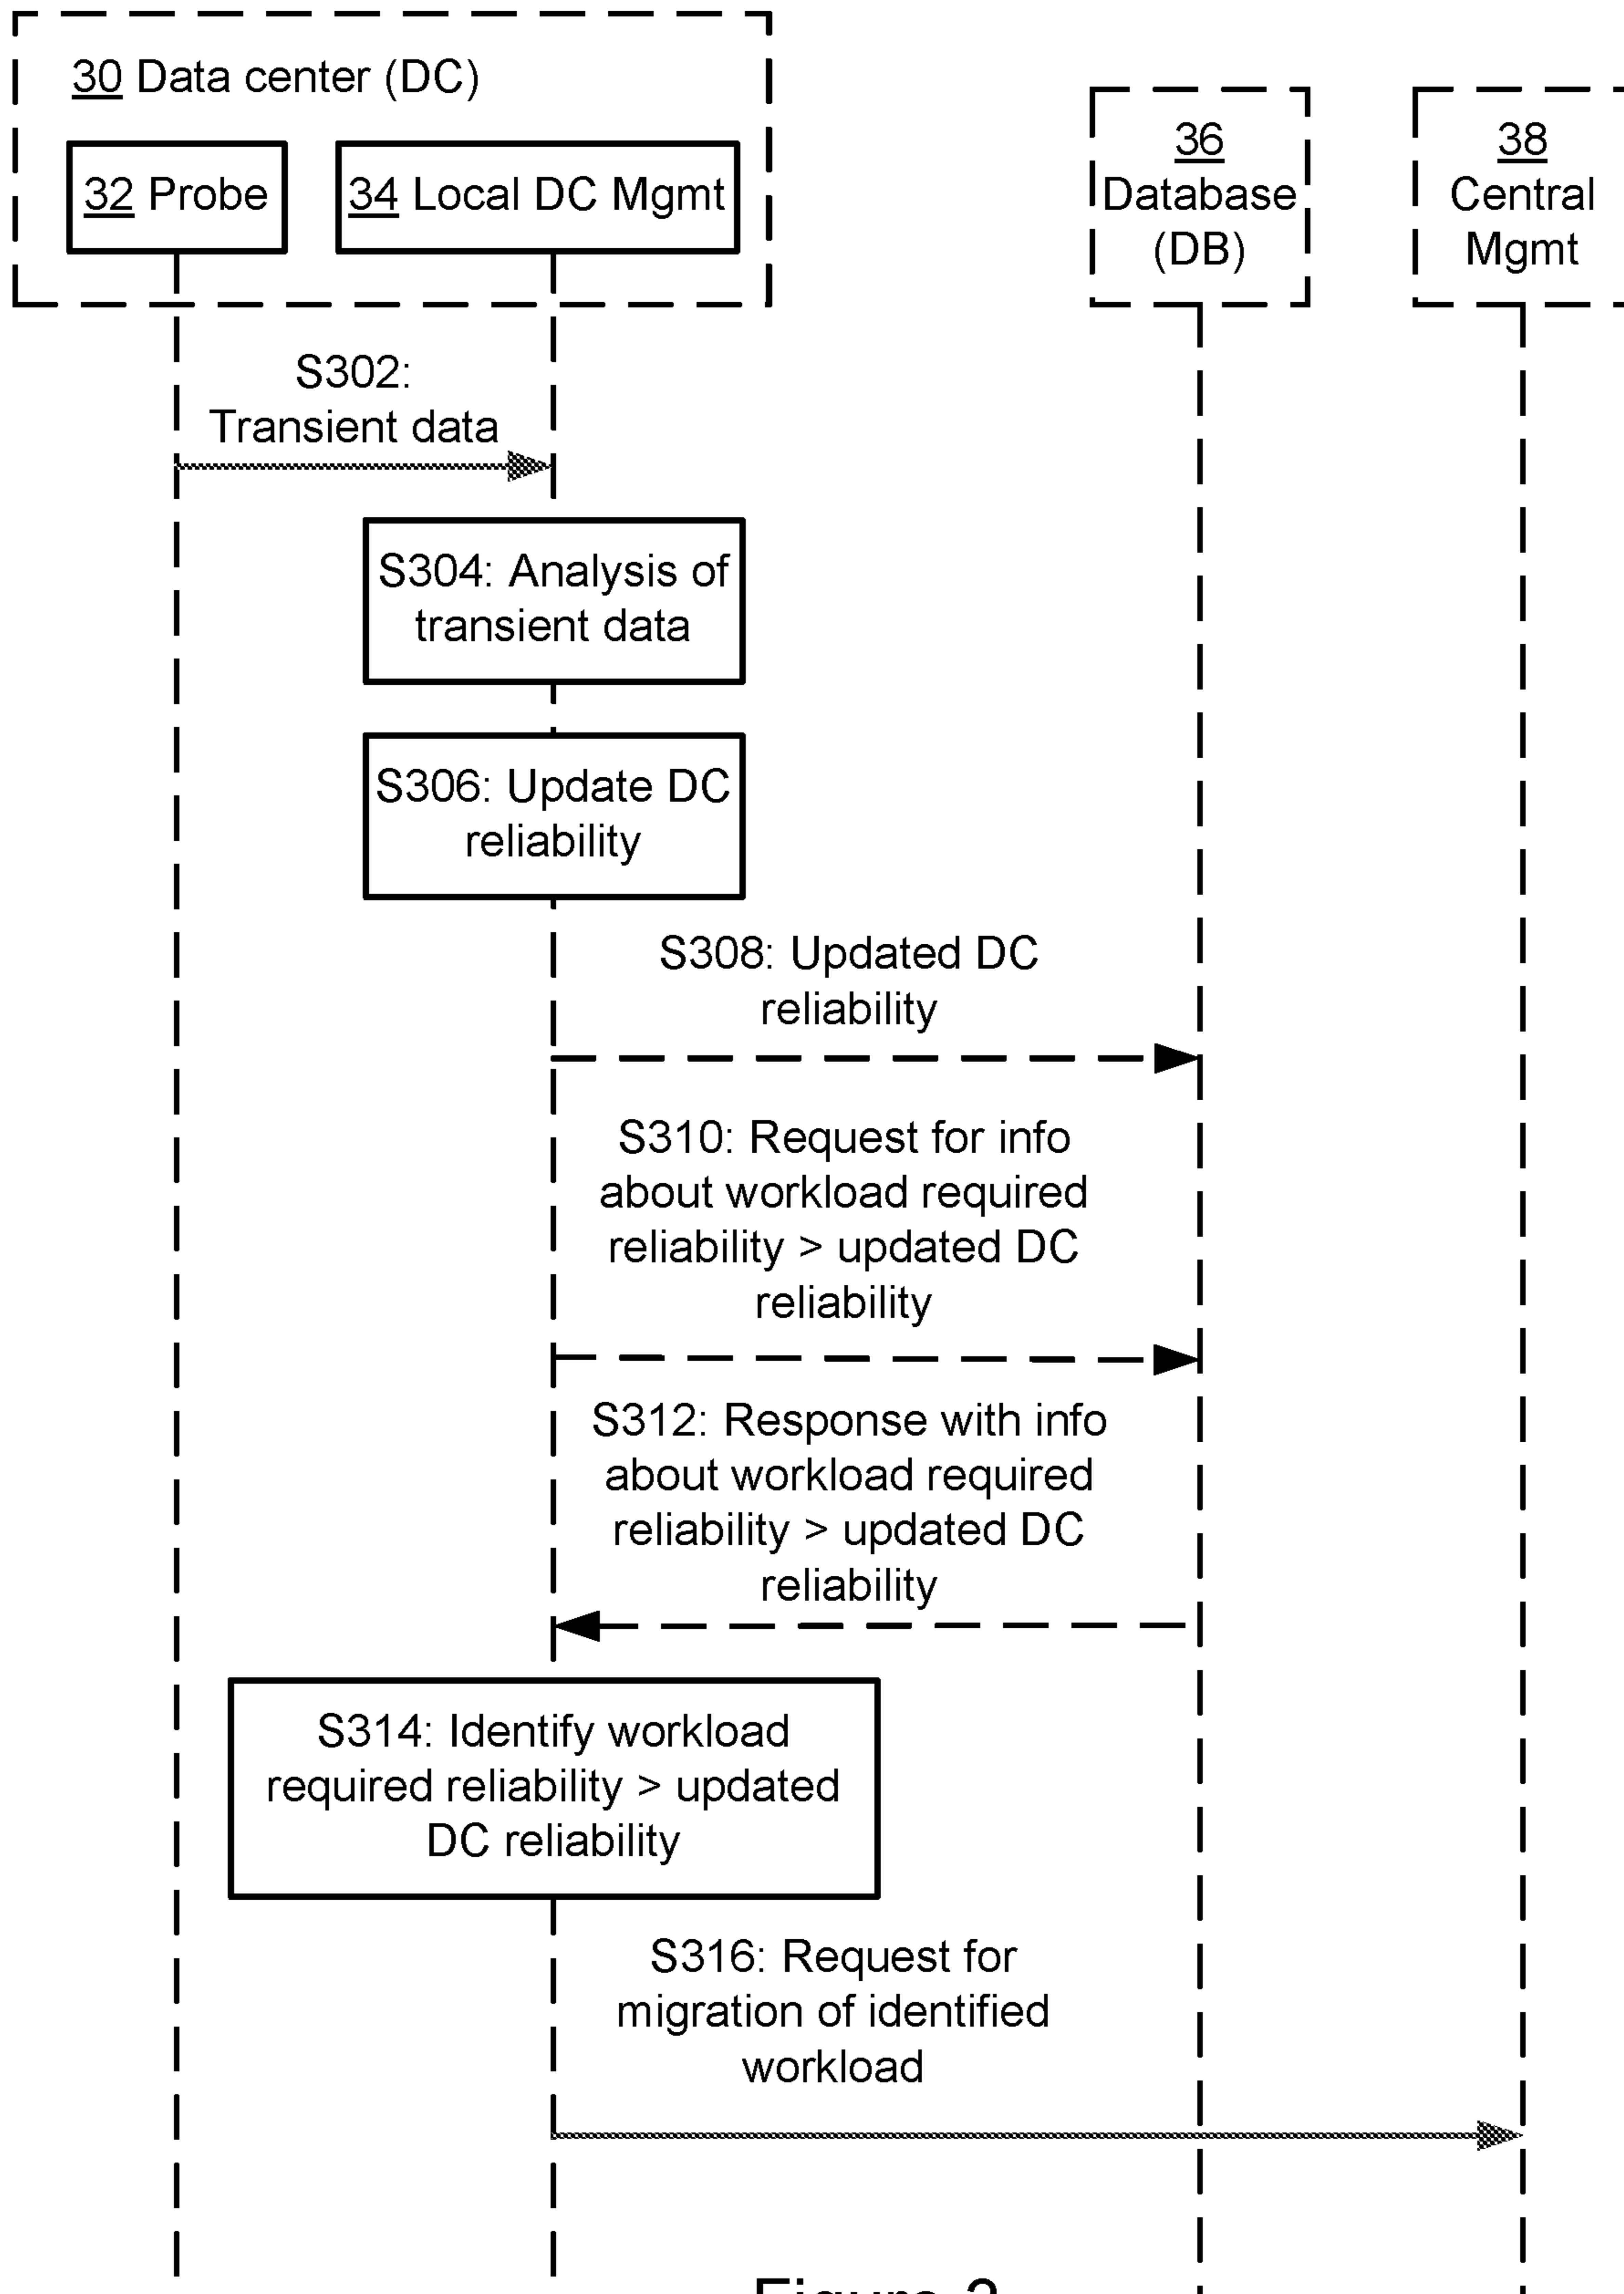 30 Data center (DC)
32 Probe
34 Local DC Mgmt
36
Database
(DB)
38
Central
Mgmt
S302:
Transient data
S304: Analysis of
transient data
S306: Update DC
reliability
S308: Updated DC
reliability
S310: Request for info
about workload required
reliability > updated DC
reliability
S312: Response with info
about workload required
reliability > updated DC
reliability
S314: Identify workload
required reliability > updated
DC reliability
S316: Request for
migration of identified
workload
Figure